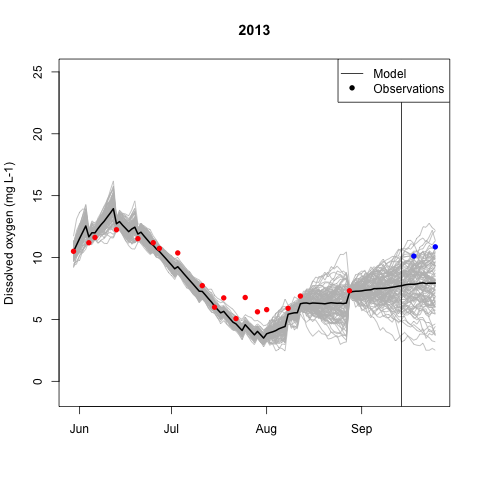 2013
Dissolved oxygen (mg L-1)
25
20
15
10
5
0
Model
Observations
Jun
Jul
Aug
Sep